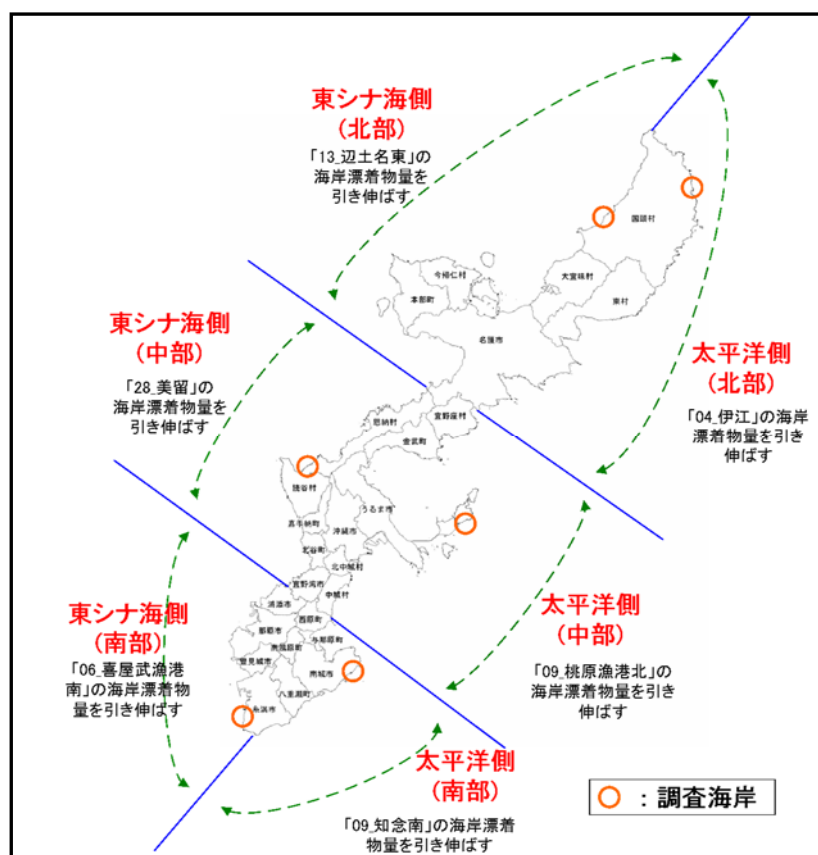 東シナ海側
(北部)
「13_辺土名東」の
海岸漂着物量を
引き伸ばす
国頭村
大宜味村
東村
今帰仁村
本部町
名護市
東シナ海側
(中部)
「28_美留」の
海岸漂着物量を
引き伸ばす
太平洋側
(北部)
「04_伊江」の海岸
漂着物量を引き
伸ばす
宜野座村
恩納村
金武町
読谷村
うるま市
嘉手納町
沖縄市
北谷町
北中城村
宜野湾市
中城村
浦添市
西原町
那覇市
与那原町
南風原町
豊見城市
南城市
八重瀬町
糸満市
東シナ海側
(南部)
「06_喜屋武漁港
南」の海岸漂着物
量を引き伸ばす
太平洋側
(中部)
「09_桃原漁港北」の
海岸漂着物量を引き
伸ばす
太平洋側
(南部)
「09_知念南」の海岸漂着
物量を引き伸ばす
:調査海岸